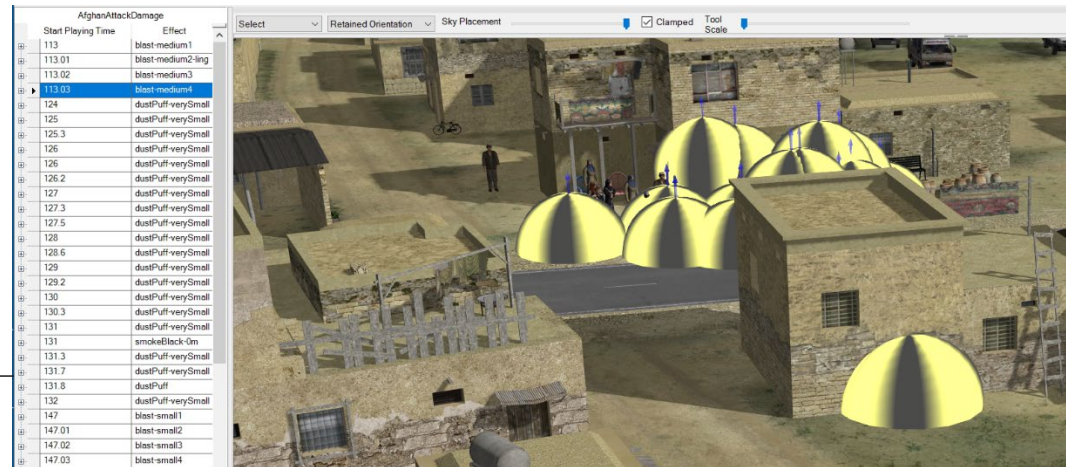 AfghanAttackDamage
Start Playing Time Effect
113 blast-medium1
113.01 blast-medium2-ling
113.02 blast-medium3
113.03 blast-medium4
124 dustPuff-verySmall
125 dustPuff-verySmall
125.3 dustPuff-verySmall
126 dustPuff-verySmall
126 dustPuff-verySmall
126.2 dustPuff-verySmall
127 dustPuff-verySmall
127.3 dustPuff-verySmall
127.5 dustPuff-verySmall
128 dustPuff-verySmall
128.6 dustPuff-verySmall
129 dustPuff-verySmall
129.2 dustPuff-verySmall
130 dustPuff-verySmall
130.3 dustPuff-verySmall
131 dustPuff-verySmall
131 smokeBlack-0m
131.3 dustPuff-verySmall
131.7 dustPuff-verySmall
131.8 dustPuff
132 dustPuff-verySmall
147 blast-small1
147.01 blast-small2
147.02 blast-small3
147.03 blast-small4
Select Retained Orientation Sky Placement Clamped Tool
Scale